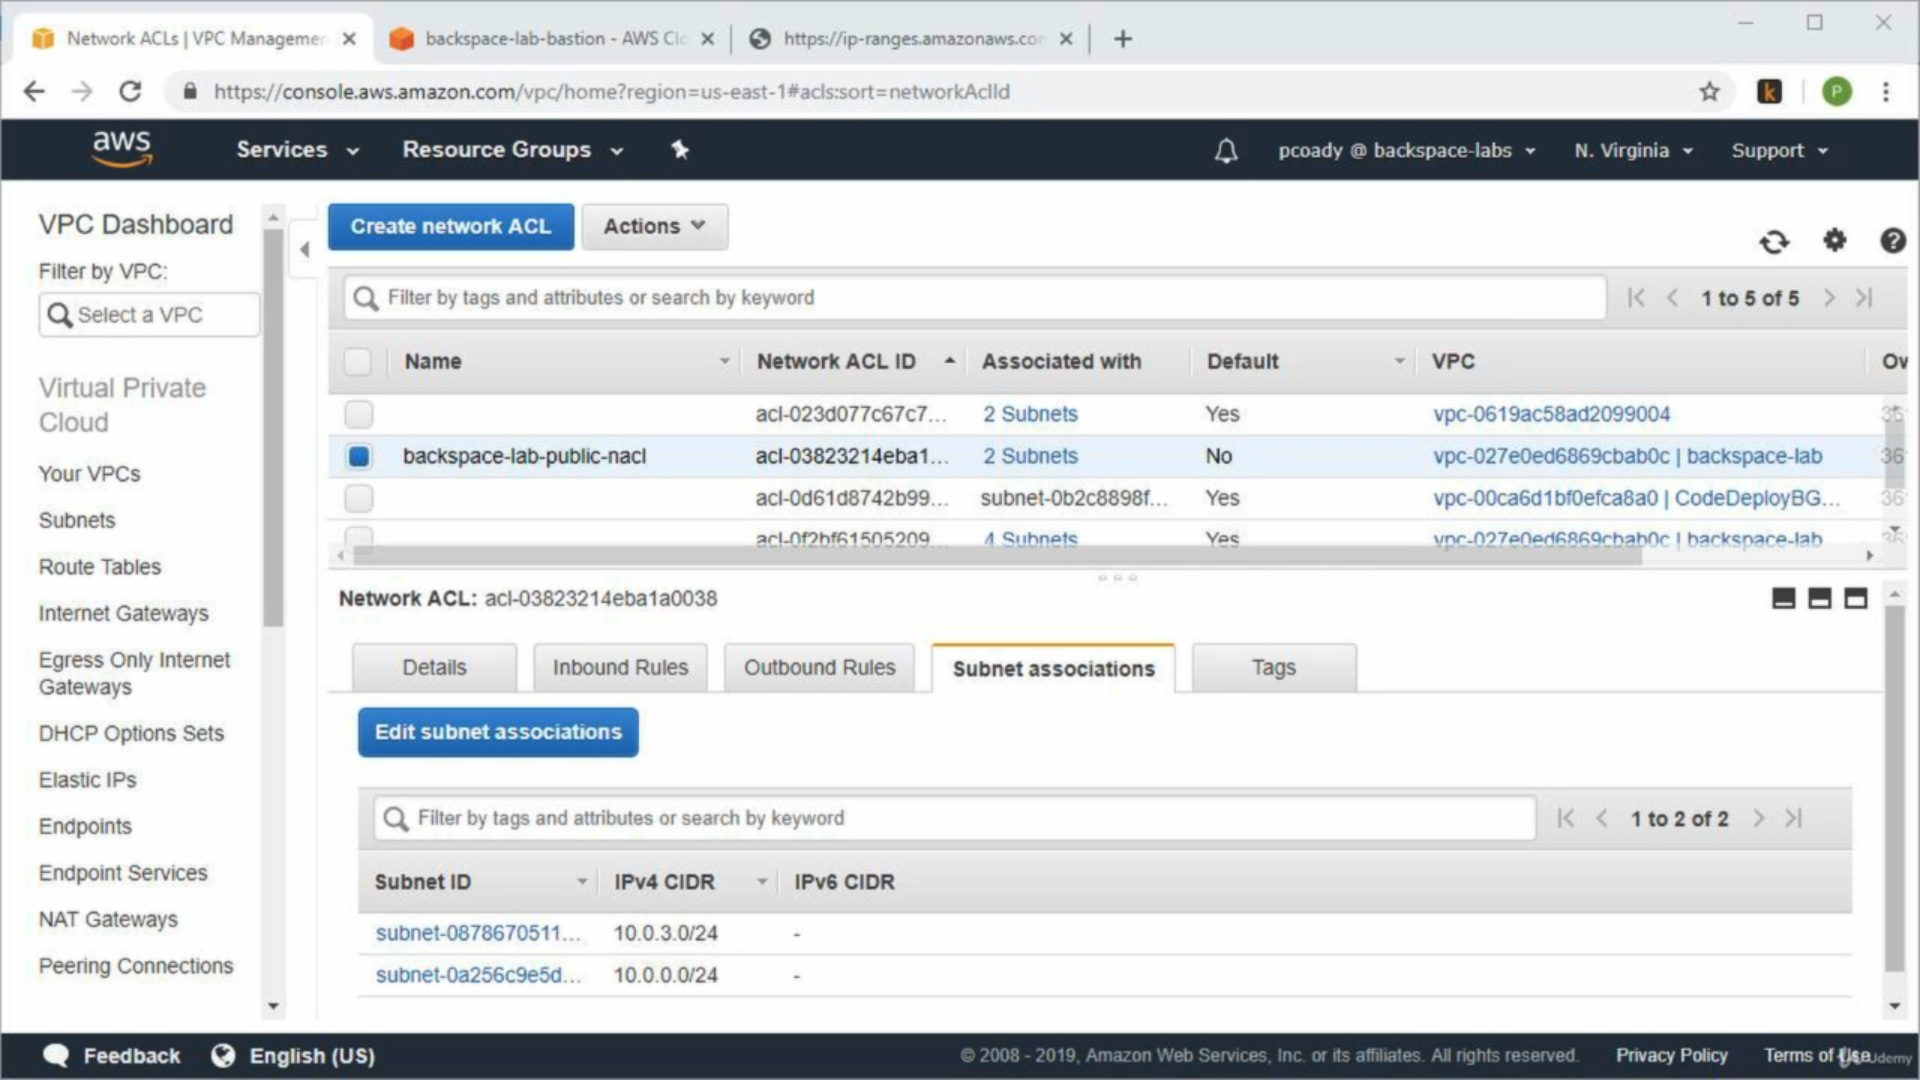 Network ACLs | VPC Managemen
backspace-lab-bastion - AWS Clo
https://ip-ranges.amazonaws.com
https://console.aws.amazon.com/vpc/home?region=us-east-1#acls:sort=networkAclId
k
P
aws
Services
Resource Groups
pcoady @ backspace-labs
N. Virginia
Support
VPC Dashboard
Filter by VPC:
Select a VPC
Virtual Private
Cloud
Your VPCs
Subnets
Route Tables
Internet Gateways
Egress Only Internet
Gateways
DHCP Options Sets
Elastic IPs
Endpoints
Endpoint Services
NAT Gateways
Peering Connections
Create network ACL
Actions
Filter by tags and attributes or search by keyword
1 to 5 of 5
Name Network ACL ID Associated with Default VPC Ow
acl-023d077c67c7... 2 Subnets Yes vpc-0619ac58ad2099004 36
backspace-lab-public-nacl acl-03823214eba1... 2 Subnets No vpc-027e0ed6869cbab0c | backspace-lab 36
acl-0d61d8742b99... subnet-0b2c8898f... Yes vpc-00ca6d1bf0efca8a0 | CodeDeployBG... 36
acl-0f2bf61505209... 4 Subnets Yes vpc-027e0ed6869cbab0c | backspace-lab
Network ACL: acl-03823214eba1a0038
Details
Inbound Rules
Outbound Rules
Subnet associations
Tags
Edit subnet associations
Filter by tags and attributes or search by keyword
1 to 2 of 2
Subnet ID IPv4 CIDR IPv6 CIDR
subnet-0878670511... 10.0.3.0/24 -
subnet-0a256c9e5d... 10.0.0.0/24 -
Feedback
English (US)
© 2008 - 2019, Amazon Web Services, Inc. or its affiliates. All rights reserved.
Privacy Policy
Terms of Use
Udemy